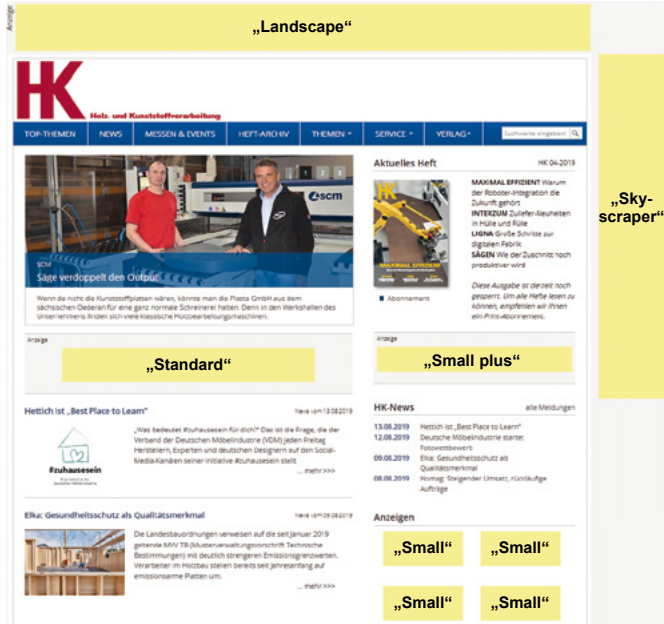 Anzeige
„Landscape“
HK
Holz- und Kunststoffverarbeitung
TOP-THEMEN NEWS MESSEN & EVENTS HEFT-ARCHIV THEMEN SERVICE VERLAG Suchworte eingeben!
„Sky-
scraper“
scm
SCM
Säge verdoppelt den Output
Wenn da nicht die Kunststoffplatten wären, könnte man die Plasta GmbH aus dem
sächsischen Oederan für eine ganz normale Schreinerei halten. Denn in den Werkshallen des
Unternehmens finden sich viele klassische Holzbearbeitungsmaschinen.
Aktuelles Heft HK 04-2019
HK
MAXIMAL EFFIZIENT
MAXIMAL EFFIZIENT Warum
der Roboter-Integration die
Zukunft gehört
INTERZUM Zuliefer-Neuheiten
in Hülle und Fülle
LIGNA Große Schritte zur
digitalen Fabrik
SÄGEN Wie der Zuschnitt noch
produktiver wird
Diese Ausgabe ist derzeit noch
gesperrt. Um alle Hefte lesen zu
können, empfehlen wir Ihnen
ein Print-Abonnement.
Abonnement
Anzeige
„Standard“
Anzeige
„Small plus“
Hettich ist „Best Place to Learn“ News vom 13.08.2019
„Was bedeutet #zuhausesein für dich?“ Das ist die Frage, die der
Verband der Deutschen Möbelindustrie (VDM) jeden Freitag
Herstellern, Experten und deutschen Designern auf den Social-
Media-Kanälen seiner Initiative #zuhausesein stellt
... mehr >>>
#zuhausesein
Eine Initiative der
Deutschen Möbelindustrie
HK-News alle Meldungen
13.08.2019 Hettich ist „Best Place to Learn“
12.08.2019 Deutsche Möbelindustrie startet
Fotowettbewerb
09.08.2019 Elka: Gesundheitsschutz als
Qualitätsmerkmal
08.08.2019 Homag: Steigender Umsatz, rückläufige
Aufträge
Elka: Gesundheitsschutz als Qualitätsmerkmal News vom 09.08.2019
Die Landesbauordnungen verweisen auf die seit Januar 2019
geltende MVV TB (Musterverwaltungsvorschrift Technische
Bestimmungen) mit deutlich strengeren Emissionsgrenzwerten.
Verarbeiter im Holzbau stellen bereits seit Jahresanfang auf
emissionsarme Platten um.
... mehr >>>
Anzeigen
„Small“ „Small“
„Small“ „Small“